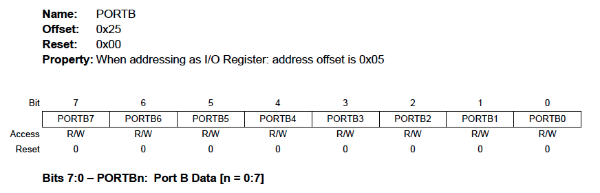 Name: PORTB
Offset: 0x25
Reset: 0x00
Property: When addressing as I/O Register: address offset is 0x05
Bit 7 6 5 4 3 2 1 0
PORTB7 PORTB6 PORTB5 PORTB4 PORTB3 PORTB2 PORTB1 PORTB0
Access R/W R/W R/W R/W R/W R/W R/W R/W
Reset 0 0 0 0 0 0 0 0
Bits 7:0 – PORTBn: Port B Data [n = 0:7]